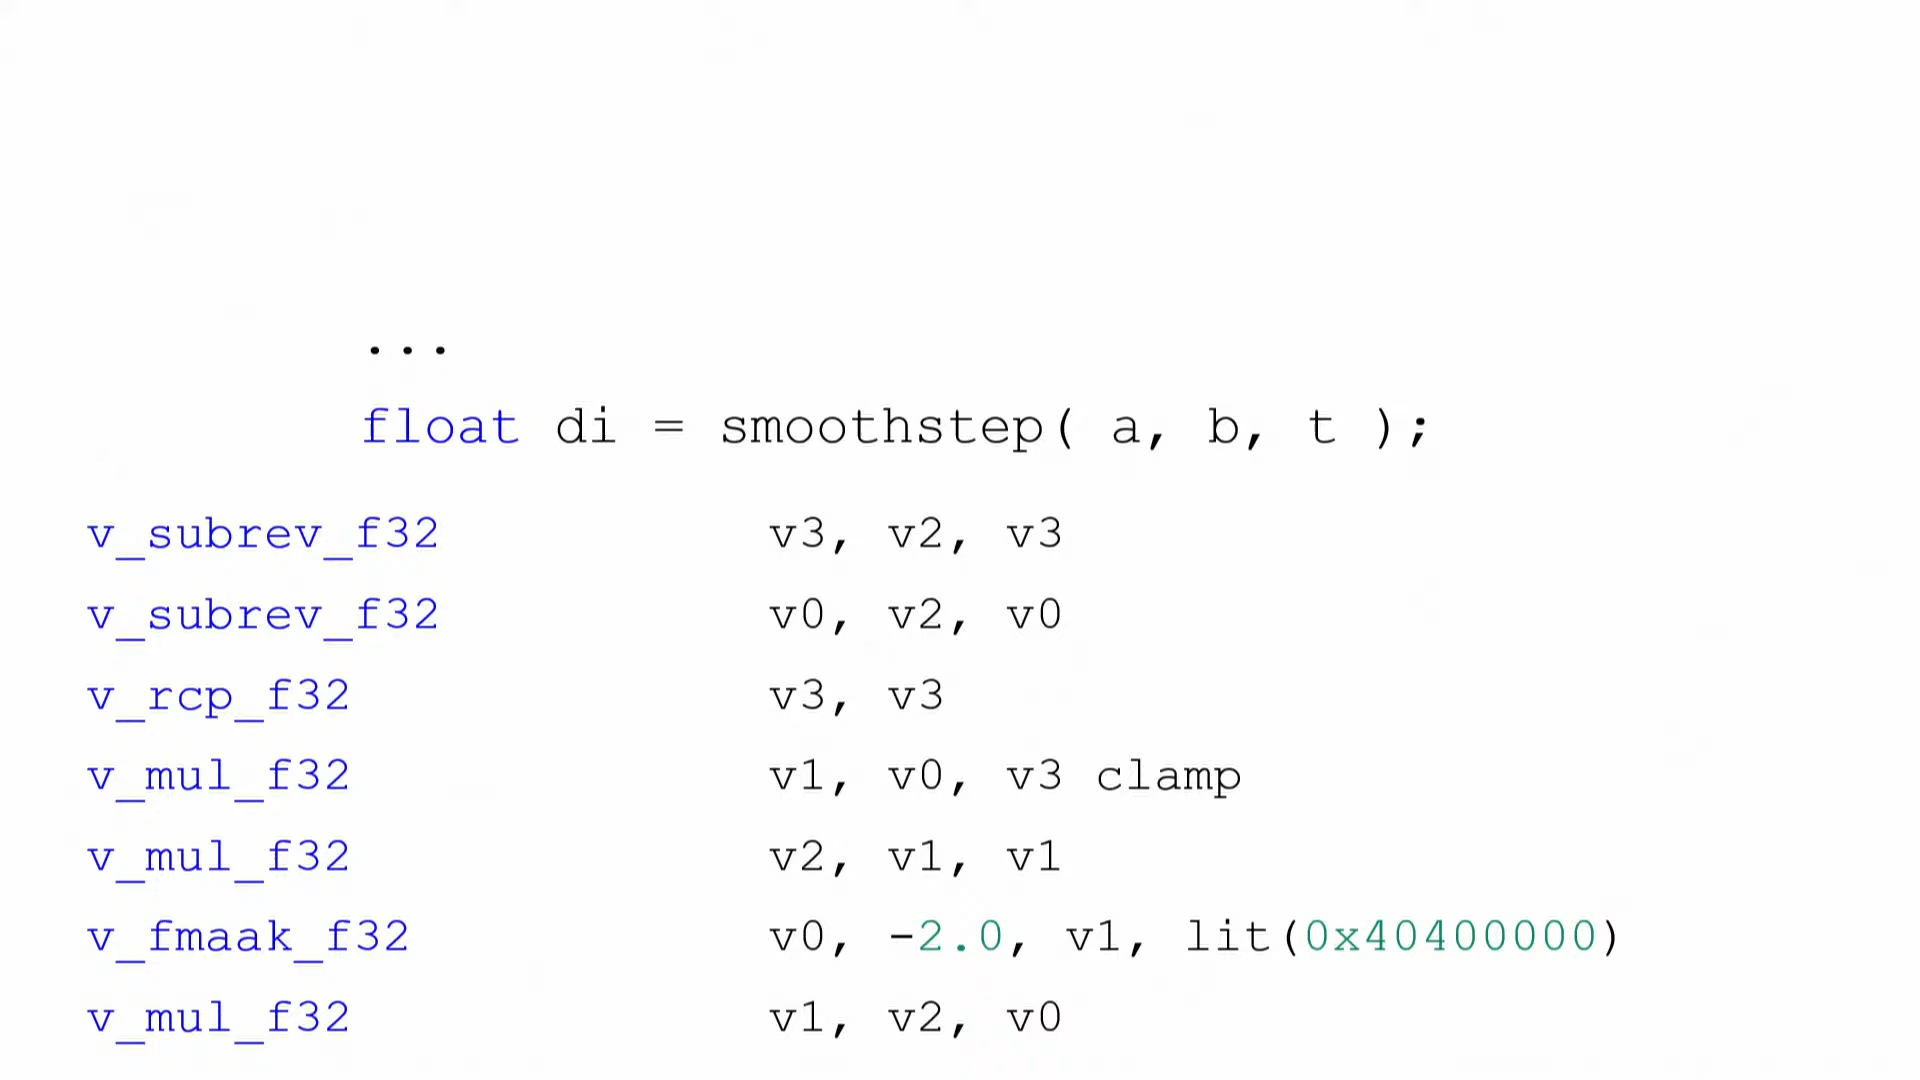 ...
float di = smoothstep( a, b, t );
v_subrev_f32 v3, v2, v3
v_subrev_f32 v0, v2, v0
v_rcp_f32 v3, v3
v_mul_f32 v1, v0, v3 clamp
v_mul_f32 v2, v1, v1
v_fmaak_f32 v0, -2.0, v1, lit(0x40400000)
v_mul_f32 v1, v2, v0